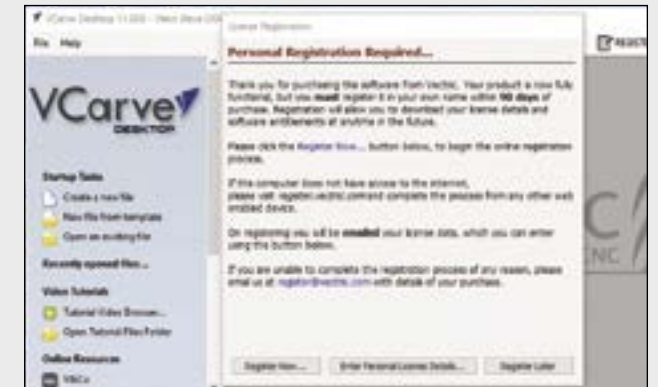 VCarve Desktop
License Registration
File Help
Personal Registration Required...
Thank you for purchasing the software from Vectric. Your product is now fully
functional, but you must register it in your own name within 90 days of
purchase. Registration will allow you to download your license details and
software entitlements at anytime in the future.
Please click the Register Now... button below, to begin the online registration
process.
If the computer does not have access to the internet,
please visit register.vectric.com and complete the process from any other web
enabled device.
On registering you will be emailed your license data, which you can enter
using the button below.
If you are unable to complete the registration process of any reason, please
email us at register@vectric.com with details of your purchase.
Register Now...
Enter Personal License Details...
Register Later
VCarve
DESKTOP
Startup Tasks
Create a new file
New file from template
Open an existing file
Recently opened files...
Video Tutorials
Tutorial Video Browser...
Open Tutorial Files Folder
Online Resources
V&Co
REGIST
C
NC